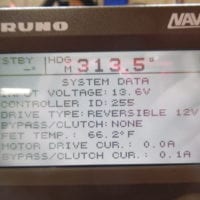 RUNO NAV
STBY HDG
-° M 313.5°
SYSTEM DATA
VOLTAGE:13.6V
CONTROLLER ID:255
DRIVE TYPE:REVERSIBLE 12V
BYPASS/CLUTCH:NONE
FET TEMP.: 66.2°F
MOTOR DRIVE CUR.: 0.0A
BYPASS/CLUTCH CUR.: 0.1A